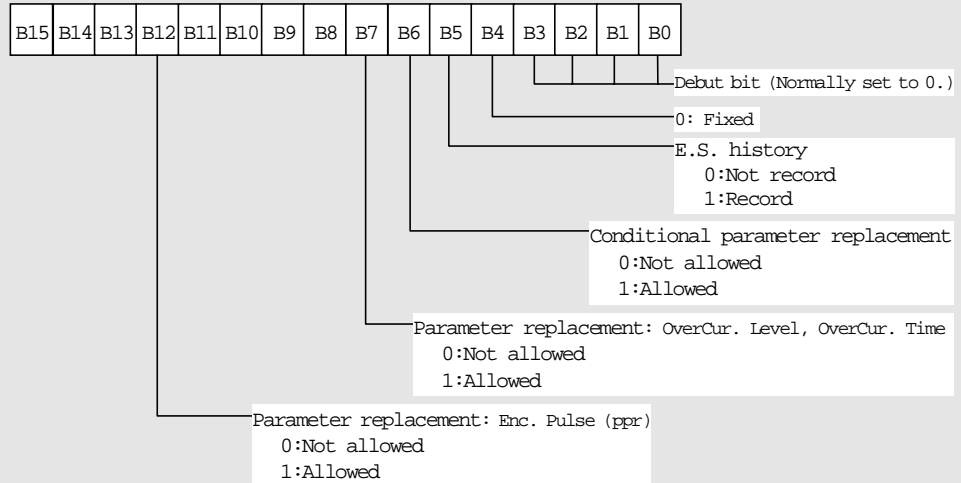 B15 B14 B13 B12 B11 B10 B9 B8 B7 B6 B5 B4 B3 B2 B1 B0
Debut bit (Normally set to 0.)
0: Fixed
E.S. history
0:Not record
1:Record
Conditional parameter replacement
0:Not allowed
1:Allowed
Parameter replacement: OverCur. Level, OverCur. Time
0:Not allowed
1:Allowed
Parameter replacement: Enc. Pulse (ppr)
0:Not allowed
1:Allowed